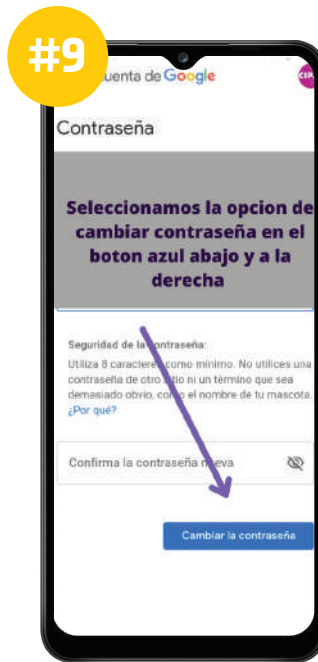 #9
uenta de Google
CIP
Contraseña
Seleccionamos la opcion de
cambiar contraseña en el
boton azul abajo y a la
derecha
Seguridad de la contraseña:
Utiliza 8 caracteres como mínimo. No utilices una
contraseña de otro sitio ni un término que sea
demasiado obvio, como el nombre de tu mascota.
¿Por qué?
Confirma la contraseña nueva
Cambiar la contraseña